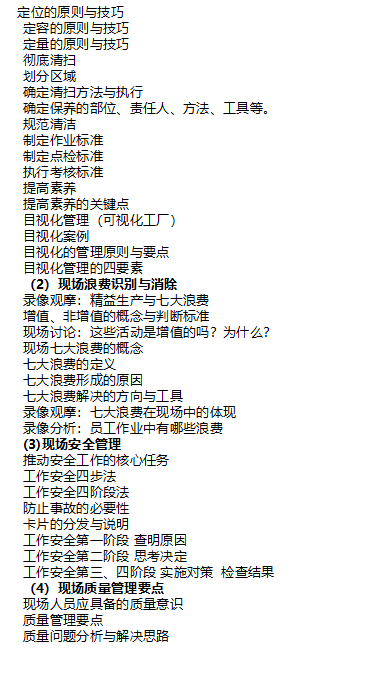 定位的原则与技巧
定容的原则与技巧
定量的原则与技巧
彻底清扫
划分区域
确定清扫方法与执行
确定保养的部位、责任人、方法、工具等。
规范清洁
制定作业标准
制定点检标准
执行考核标准
提高素养
提高素养的关键点
目视化管理（可视化工厂）
目视化案例
目视化的管理原则与要点
目视化管理的四要素
（2）现场浪费识别与消除
录像观摩：精益生产与七大浪费
增值、非增值的概念与判断标准
现场讨论：这些活动是增值的吗？为什么？
现场七大浪费的概念
七大浪费的定义
七大浪费形成的原因
七大浪费解决的方向与工具
录像观摩：七大浪费在现场中的体现
录像分析：员工作业中有哪些浪费
(3)现场安全管理
推动安全工作的核心任务
工作安全四步法
工作安全四阶段法
防止事故的必要性
卡片的分发与说明
工作安全第一阶段 查明原因
工作安全第二阶段 思考决定
工作安全第三、四阶段 实施对策  检查结果
（4）现场质量管理要点
现场人员应具备的质量意识
质量管理要点
质量问题分析与解决思路